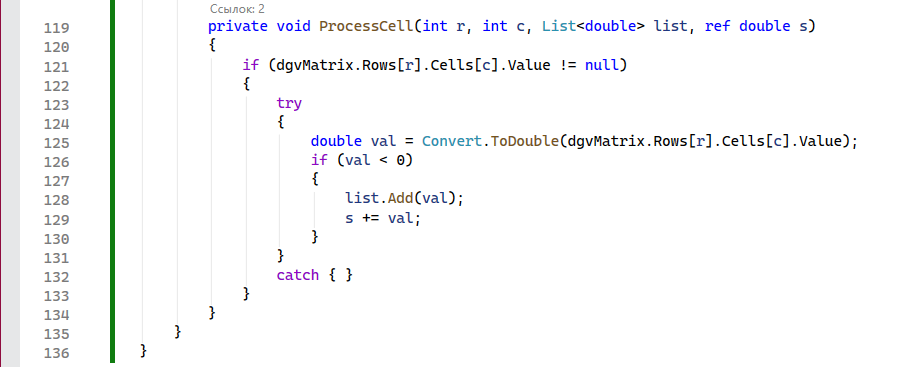 Ссылок: 2
119 private void ProcessCell(int r, int c, List<double> list, ref double s)
120 {
121 if (dgvMatrix.Rows[r].Cells[c].Value != null)
122 {
123 try
124 {
125 double val = Convert.ToDouble(dgvMatrix.Rows[r].Cells[c].Value);
126 if (val < 0)
127 {
128 list.Add(val);
129 s += val;
130 }
131 }
132 catch { }
133 }
134 }
135 }
136 }